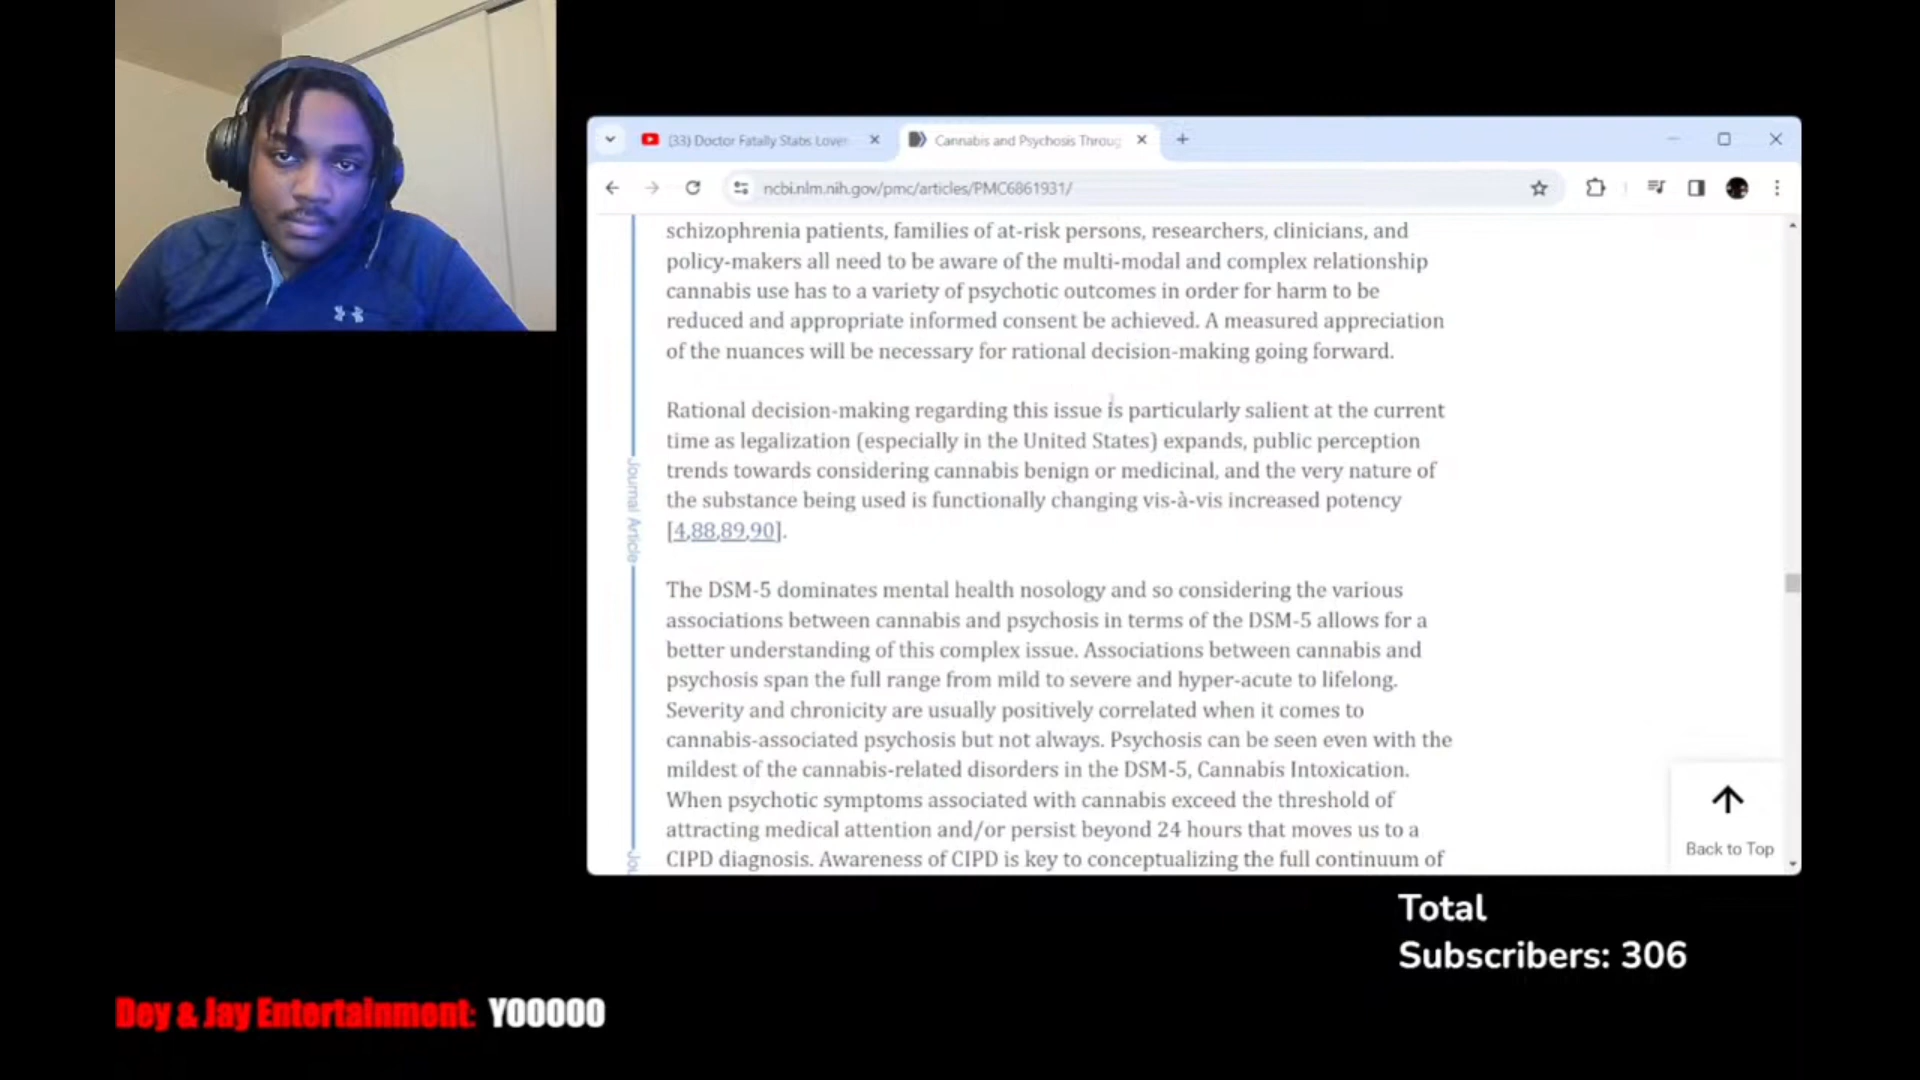 (33) Doctor Fatally Stabs Lover
Cannabis and Psychosis Throug
ncbi.nlm.nih.gov/pmc/articles/PMC6861931/
schizophrenia patients, families of at-risk persons, researchers, clinicians, and
policy-makers all need to be aware of the multi-modal and complex relationship
cannabis use has to a variety of psychotic outcomes in order for harm to be
reduced and appropriate informed consent be achieved. A measured appreciation
of the nuances will be necessary for rational decision-making going forward.
Rational decision-making regarding this issue is particularly salient at the current
time as legalization (especially in the United States) expands, public perception
trends towards considering cannabis benign or medicinal, and the very nature of
the substance being used is functionally changing vis-à-vis increased potency
[4,88,89,90].
The DSM-5 dominates mental health nosology and so considering the various
associations between cannabis and psychosis in terms of the DSM-5 allows for a
better understanding of this complex issue. Associations between cannabis and
psychosis span the full range from mild to severe and hyper-acute to lifelong.
Severity and chronicity are usually positively correlated when it comes to
cannabis-associated psychosis but not always. Psychosis can be seen even with the
mildest of the cannabis-related disorders in the DSM-5, Cannabis Intoxication.
When psychotic symptoms associated with cannabis exceed the threshold of
attracting medical attention and/or persist beyond 24 hours that moves us to a
CIPD diagnosis. Awareness of CIPD is key to conceptualizing the full continuum of
Journal Article
Jou
Back to Top
Total
Subscribers: 306
Dey & Jay Entertainment: YOOOOO